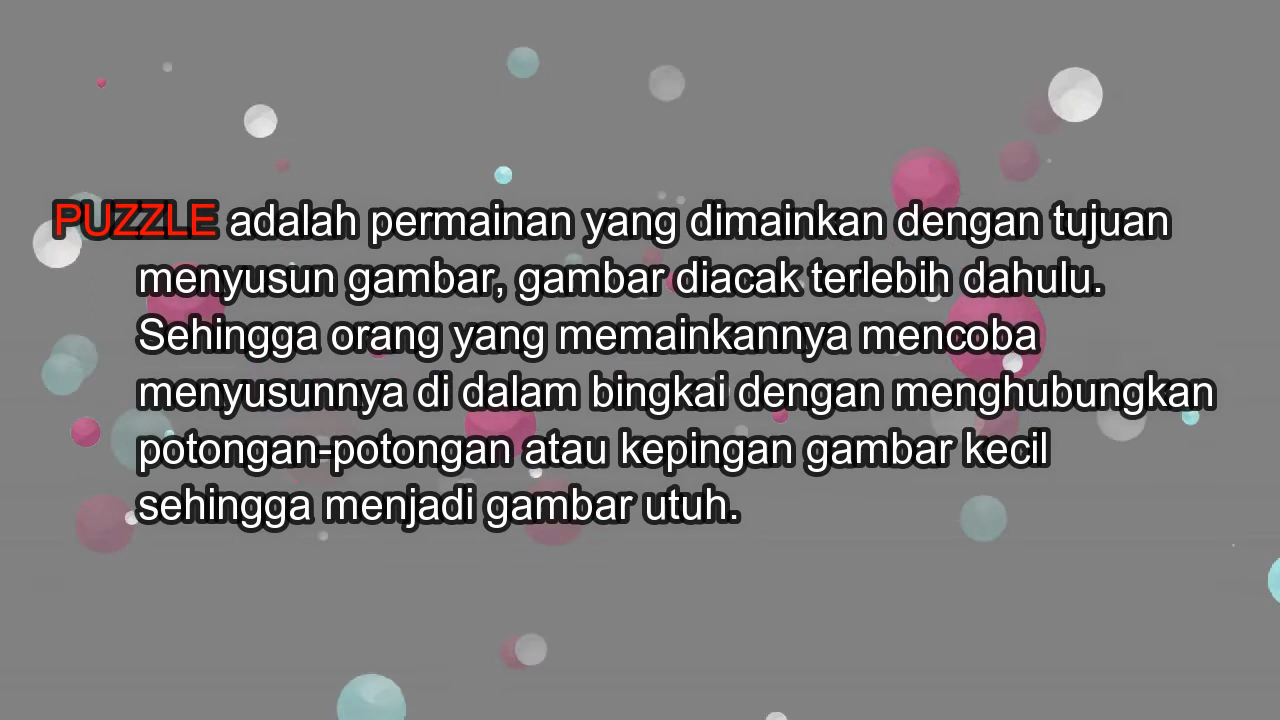 PUZZLE adalah permainan yang dimainkan dengan tujuan
menyusun gambar, gambar diacak terlebih dahulu.
Sehingga orang yang memainkannya mencoba
menyusunnya di dalam bingkai dengan menghubungkan
potongan-potongan atau kepingan gambar kecil
sehingga menjadi gambar utuh.